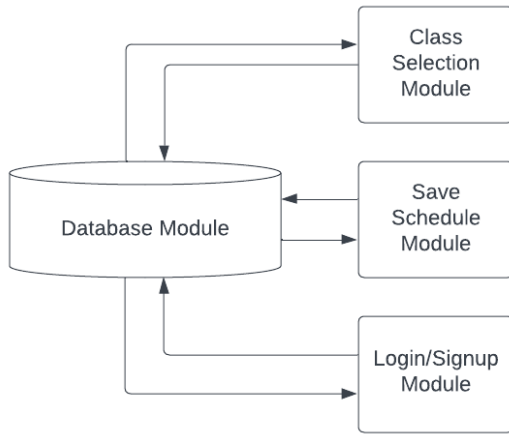 Class
Selection
Module
Database Module
Save
Schedule
Module
Login/Signup
Module